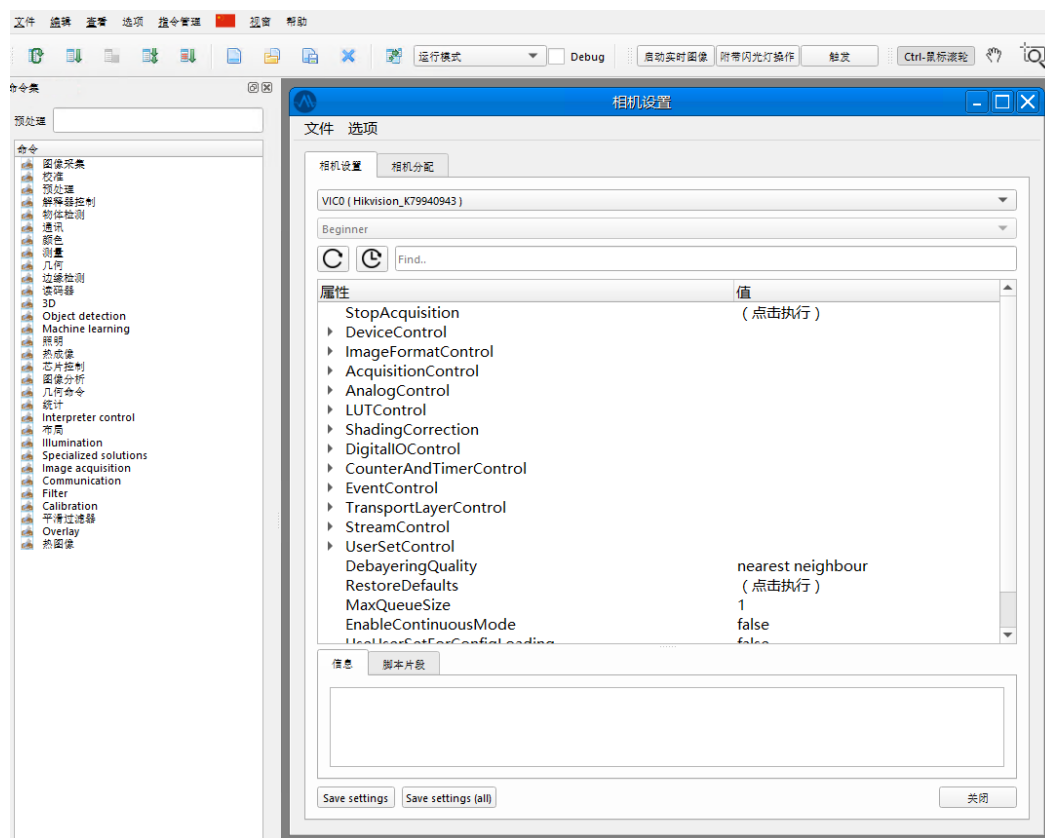 文件 编辑 查看 选项 指令管理 视窗 帮助
运行模式 Debug 启动实时图像 附带闪光灯操作 触发 Ctrl-鼠标滚轮
命令集
预处理
命令
图像采集
校准
预处理
解释器控制
物体检测
通讯
颜色
测量
几何
边缘检测
读码器
3D
Object detection
Machine learning
照明
热成像
芯片控制
图像分析
几何命令
统计
Interpreter control
布局
Illumination
Specialized solutions
Image acquisition
Communication
Filter
Calibration
平滑过滤器
Overlay
热图像
相机设置
文件 选项
相机设置 相机分配
VIC0 ( Hikvision_K79940943 )
Beginner
Find..
属性 值
StopAcquisition （点击执行）
DeviceControl
ImageFormatControl
AcquisitionControl
AnalogControl
LUTControl
ShadingCorrection
DigitalIOControl
CounterAndTimerControl
EventControl
TransportLayerControl
StreamControl
UserSetControl
DebayeringQuality nearest neighbour
RestoreDefaults （点击执行）
MaxQueueSize 1
EnableContinuousMode false
UseUserSetForConfigLoading false
信息 脚本片段
Save settings Save settings (all) 关闭